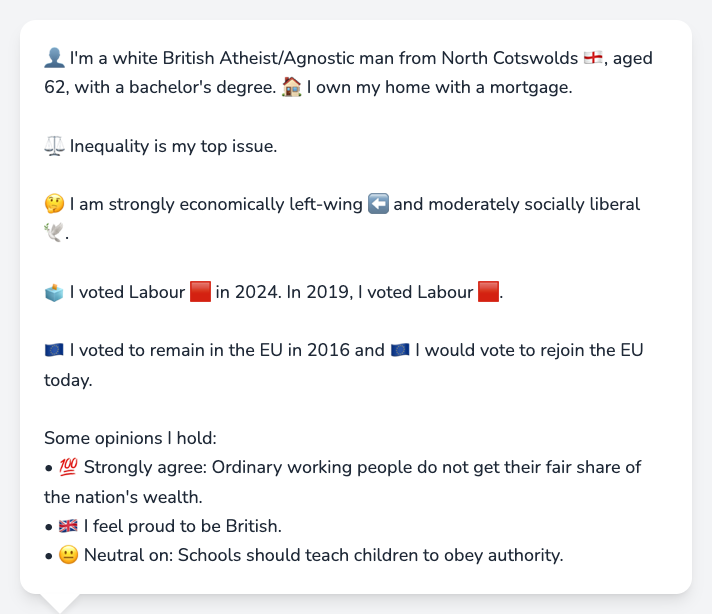 👤 I'm a white British Atheist/Agnostic man from North Cotswolds 🏴󠁧󠁢󠁥󠁮󠁧󠁿, aged
62, with a bachelor's degree. 🏠 I own my home with a mortgage.
⚖️ Inequality is my top issue.
🤔 I am strongly economically left-wing ⬅️ and moderately socially liberal
🕊️.
🗳️ I voted Labour 🟥 in 2024. In 2019, I voted Labour 🟥.
🇪🇺 I voted to remain in the EU in 2016 and 🇪🇺 I would vote to rejoin the EU
today.
Some opinions I hold:
• 💯 Strongly agree: Ordinary working people do not get their fair share of
the nation's wealth.
• 🇬🇧 I feel proud to be British.
• 😐 Neutral on: Schools should teach children to obey authority.